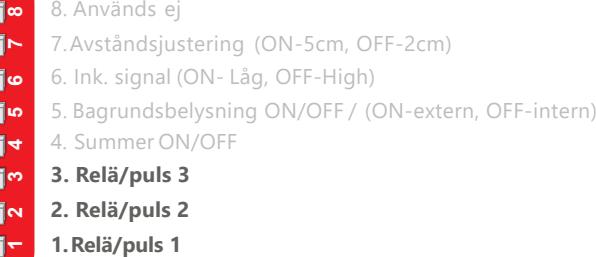 8 8. Används ej
7 7. Avståndsjustering (ON-5cm, OFF-2cm)
6 6. Ink. signal (ON- Låg, OFF-High)
5 5. Bagrundsbelysning ON/OFF / (ON-extern, OFF-intern)
4 4. Summer ON/OFF
3 3. Relä/puls 3
2 2. Relä/puls 2
1 1. Relä/puls 1